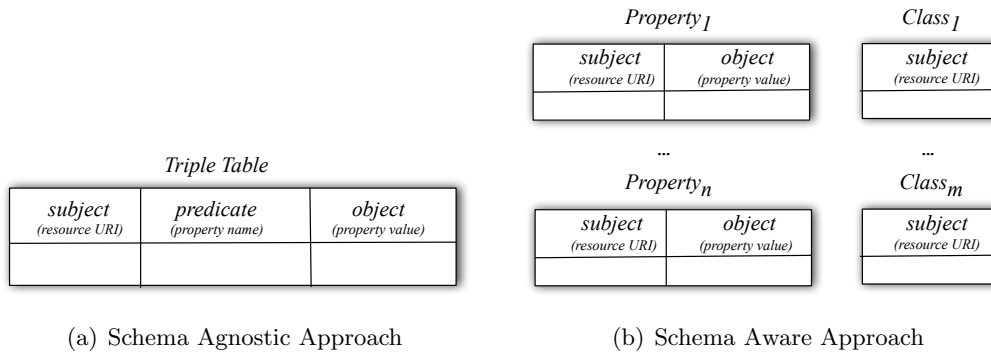 Triple Table
subject predicate object
(resource URI) (property name) (property value)
(a) Schema Agnostic Approach
Property1 Class1
subject object subject
(resource URI) (property value) (resource URI)
... ...
Propertyn Classm
subject object subject
(resource URI) (property value) (resource URI)
(b) Schema Aware Approach